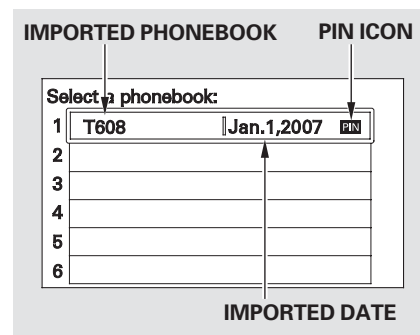 IMPORTED PHONEBOOK PIN ICON
Select a phonebook:
1 T608 Jan.1,2007 PIN
2
3
4
5
6
IMPORTED DATE